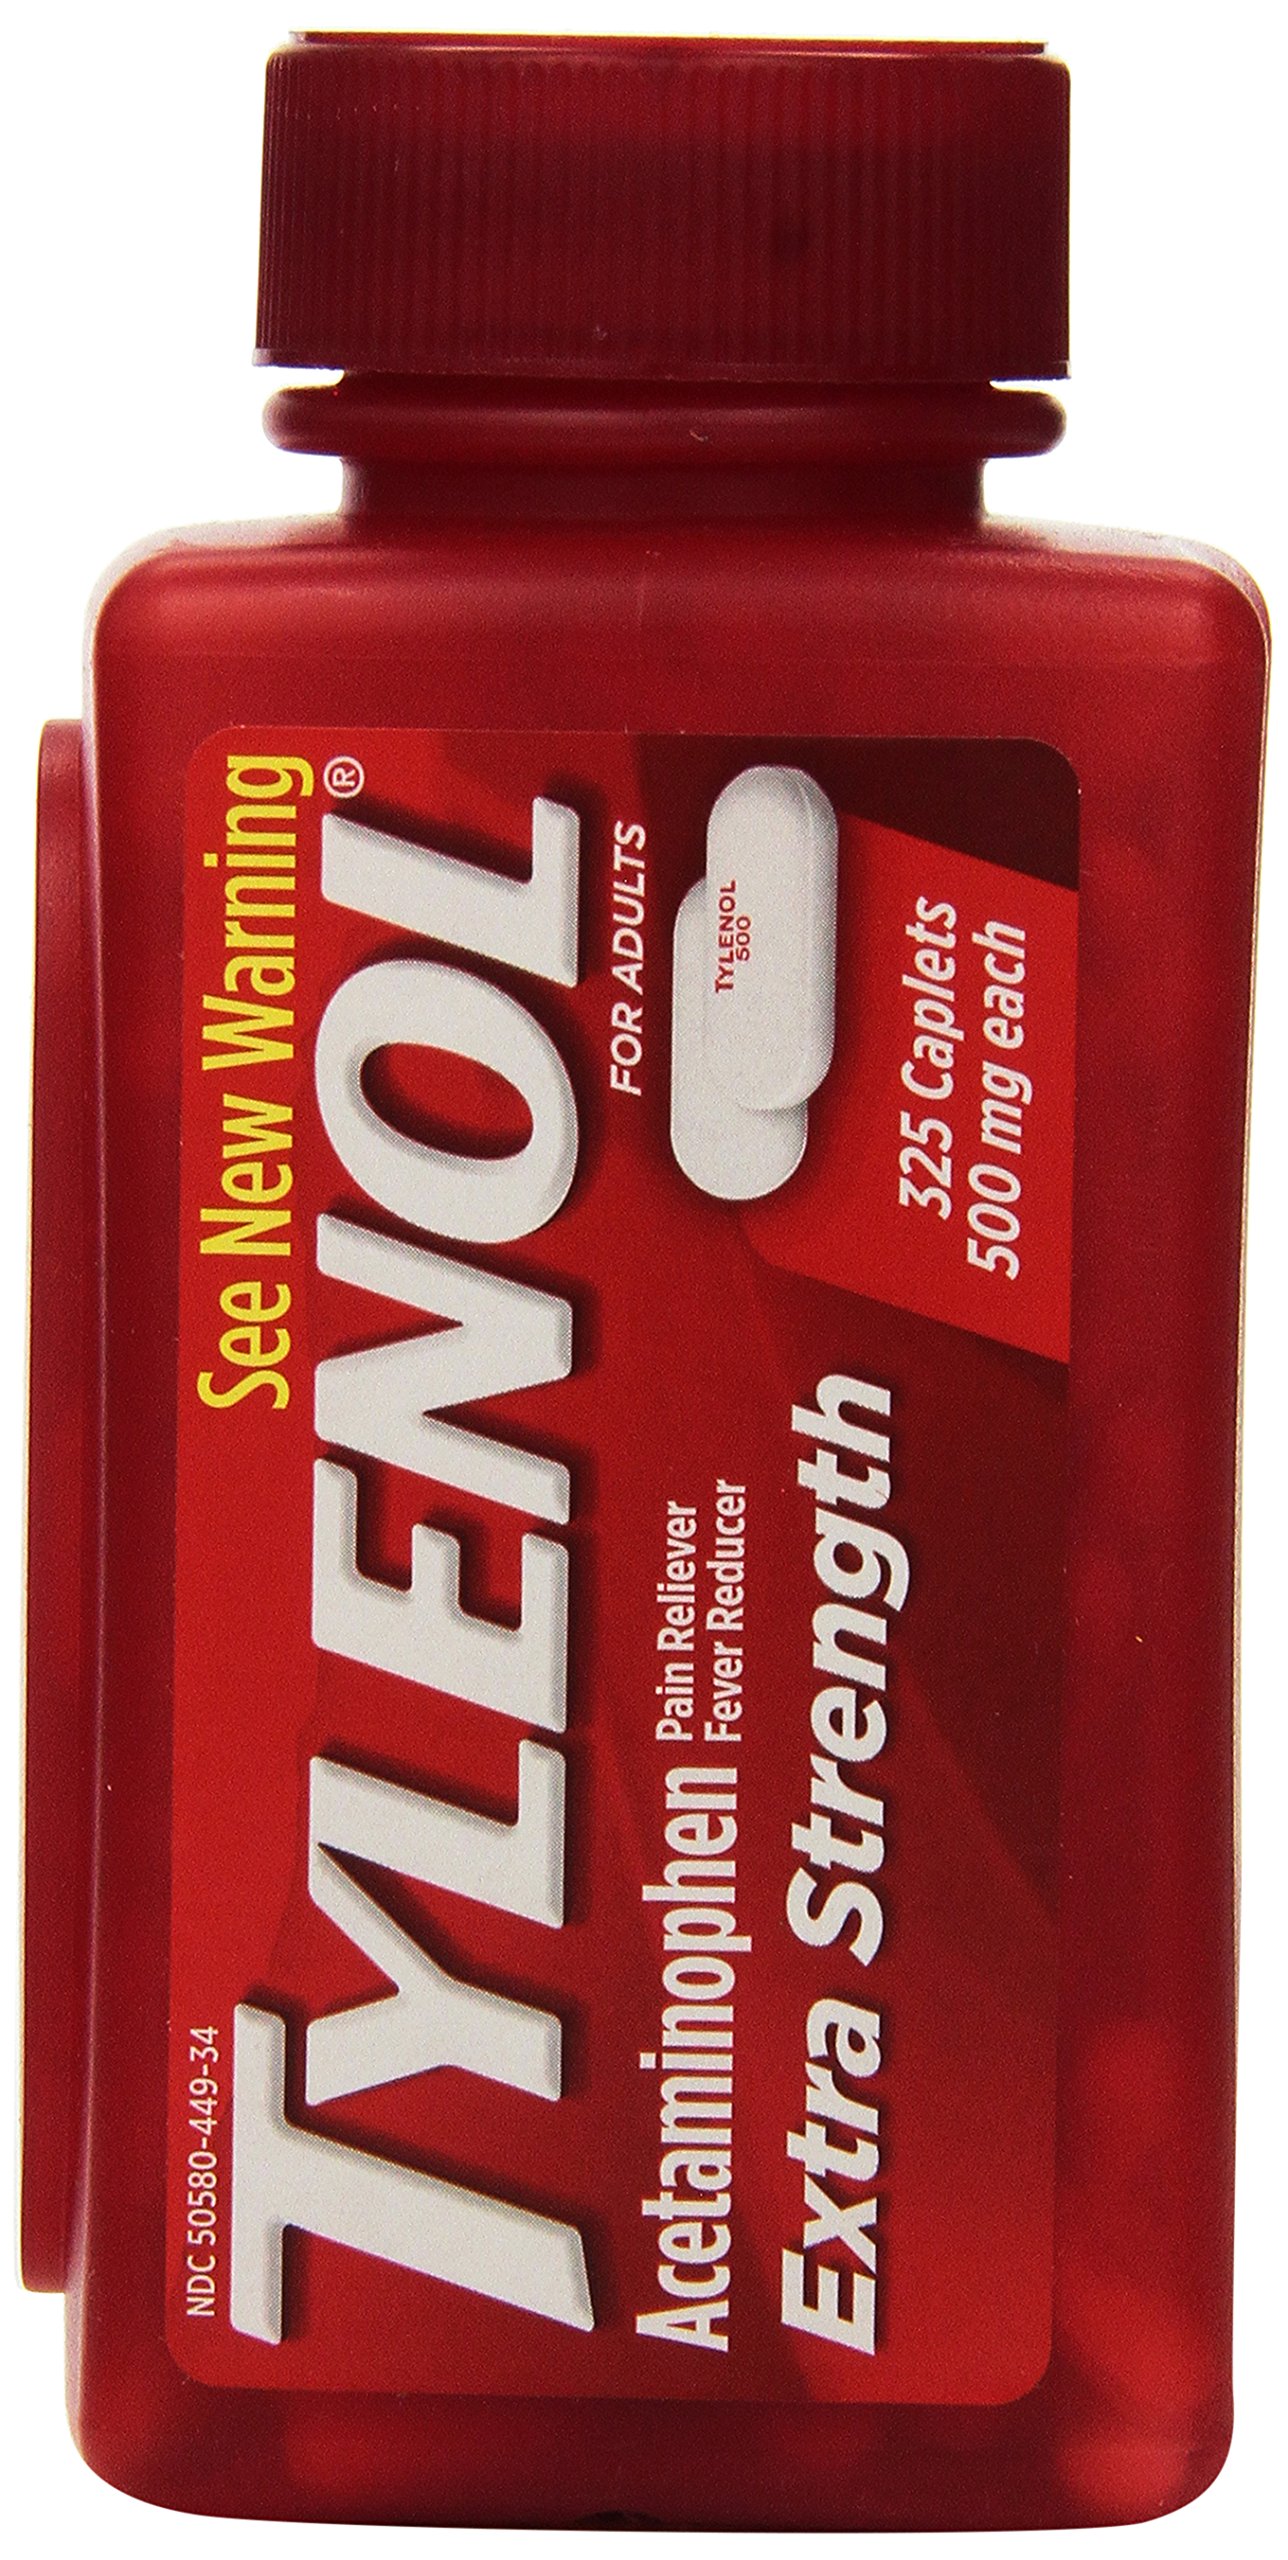 NDC 50580-449-34
See New Warning
TYLENOL®
FOR ADULTS
Acetaminophen
Pain Reliever
Fever Reducer
Extra Strength
TYLENOL
500
325 Caplets
500 mg each